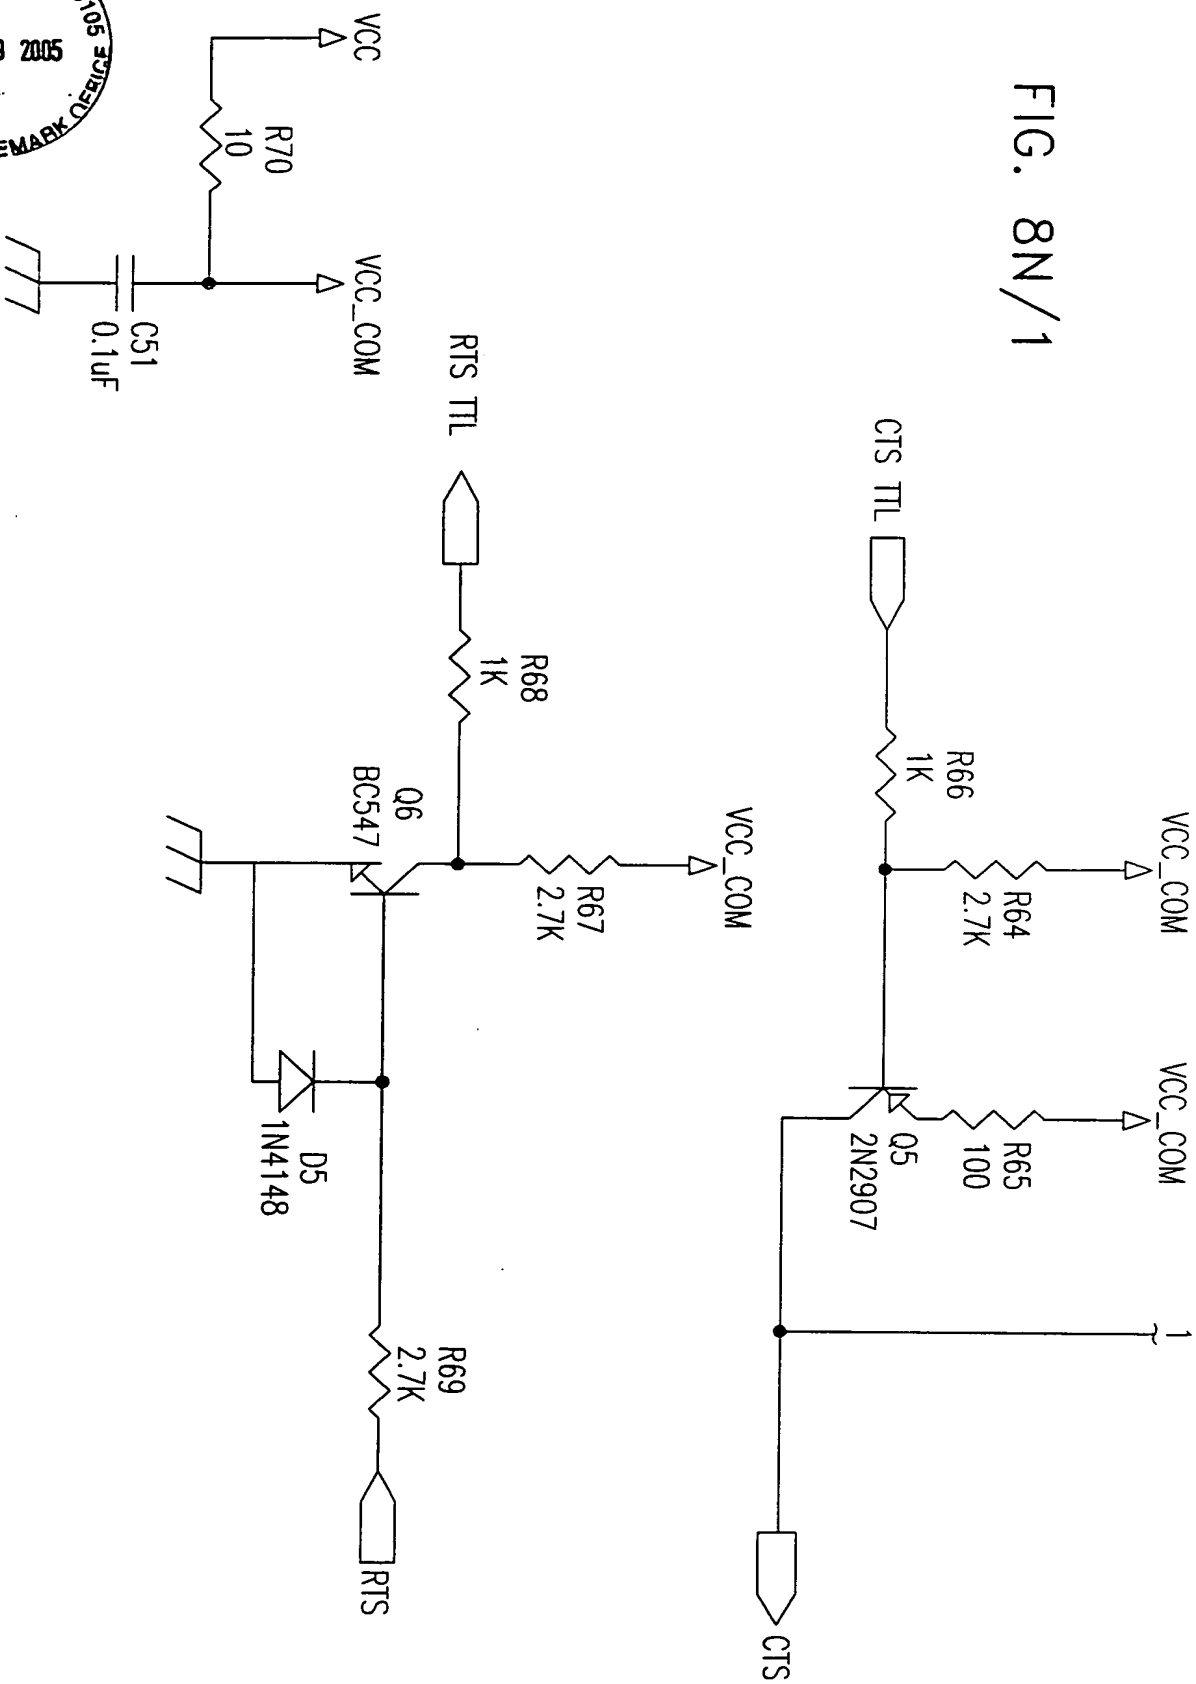 FIG. 8N/1
VCC_COM
VCC_COM
1
R64
2.7K
R65
100
R66
1K
Q5
2N2907
CTS TTL
CTS
VCC_COM
R67
2.7K
R68
1K
RTS TTL
Q6
BC547
R69
2.7K
RTS
D5
1N4148
VCC
VCC_COM
R70
10
C51
0.1uF
2005